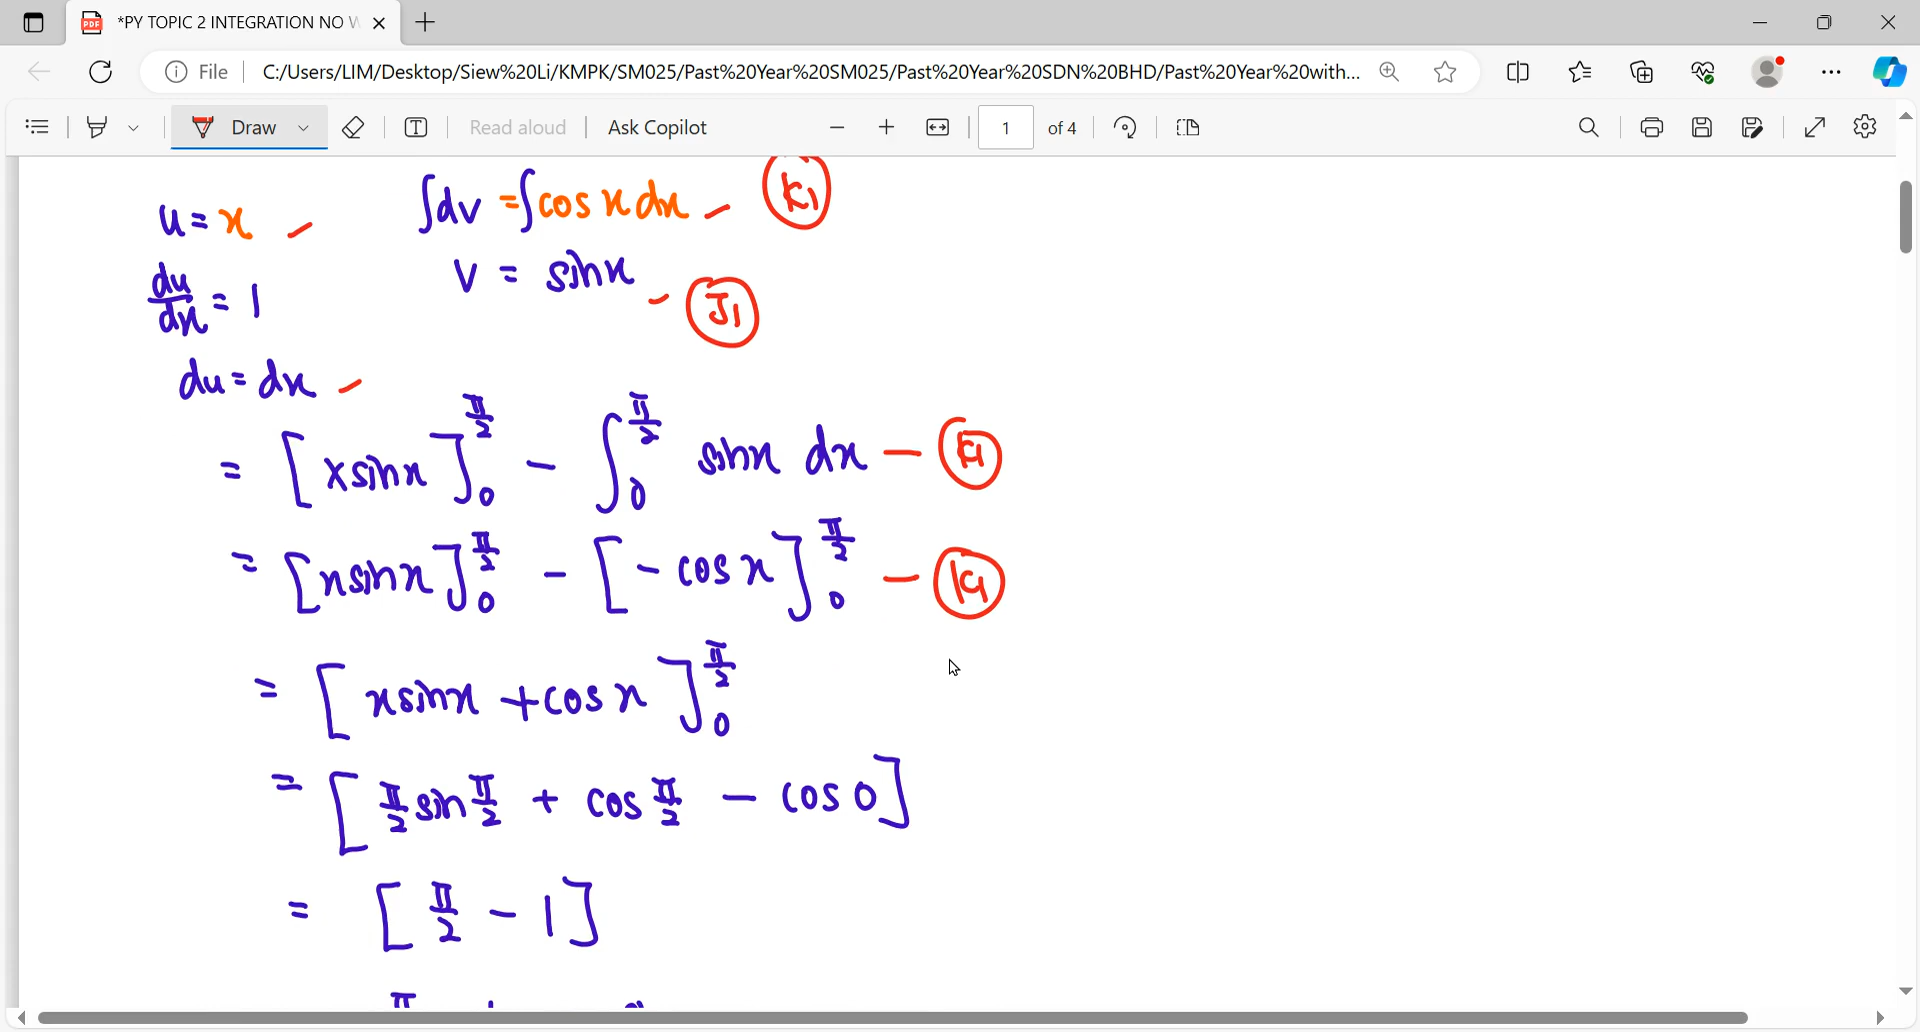 *PY TOPIC 2 INTEGRATION NO
File C:/Users/LIM/Desktop/Siew%20Li/KMPK/SM025/Past%20Year%20SM025/Past%20Year%20SDN%20BHD/Past%20Year%20with...
Draw Read aloud Ask Copilot 1 of 4
u = x ∫dv = ∫cos x dx — K1
du/dx = 1 v = sin x — J1
du = dx
= [x sin x]₀^(π/2) − ∫₀^(π/2) sin x dx — K1
= [x sin x]₀^(π/2) − [− cos x]₀^(π/2) — K1
= [x sin x + cos x]₀^(π/2)
= [π/2 sin π/2 + cos π/2 − cos 0]
= [π/2 − 1]